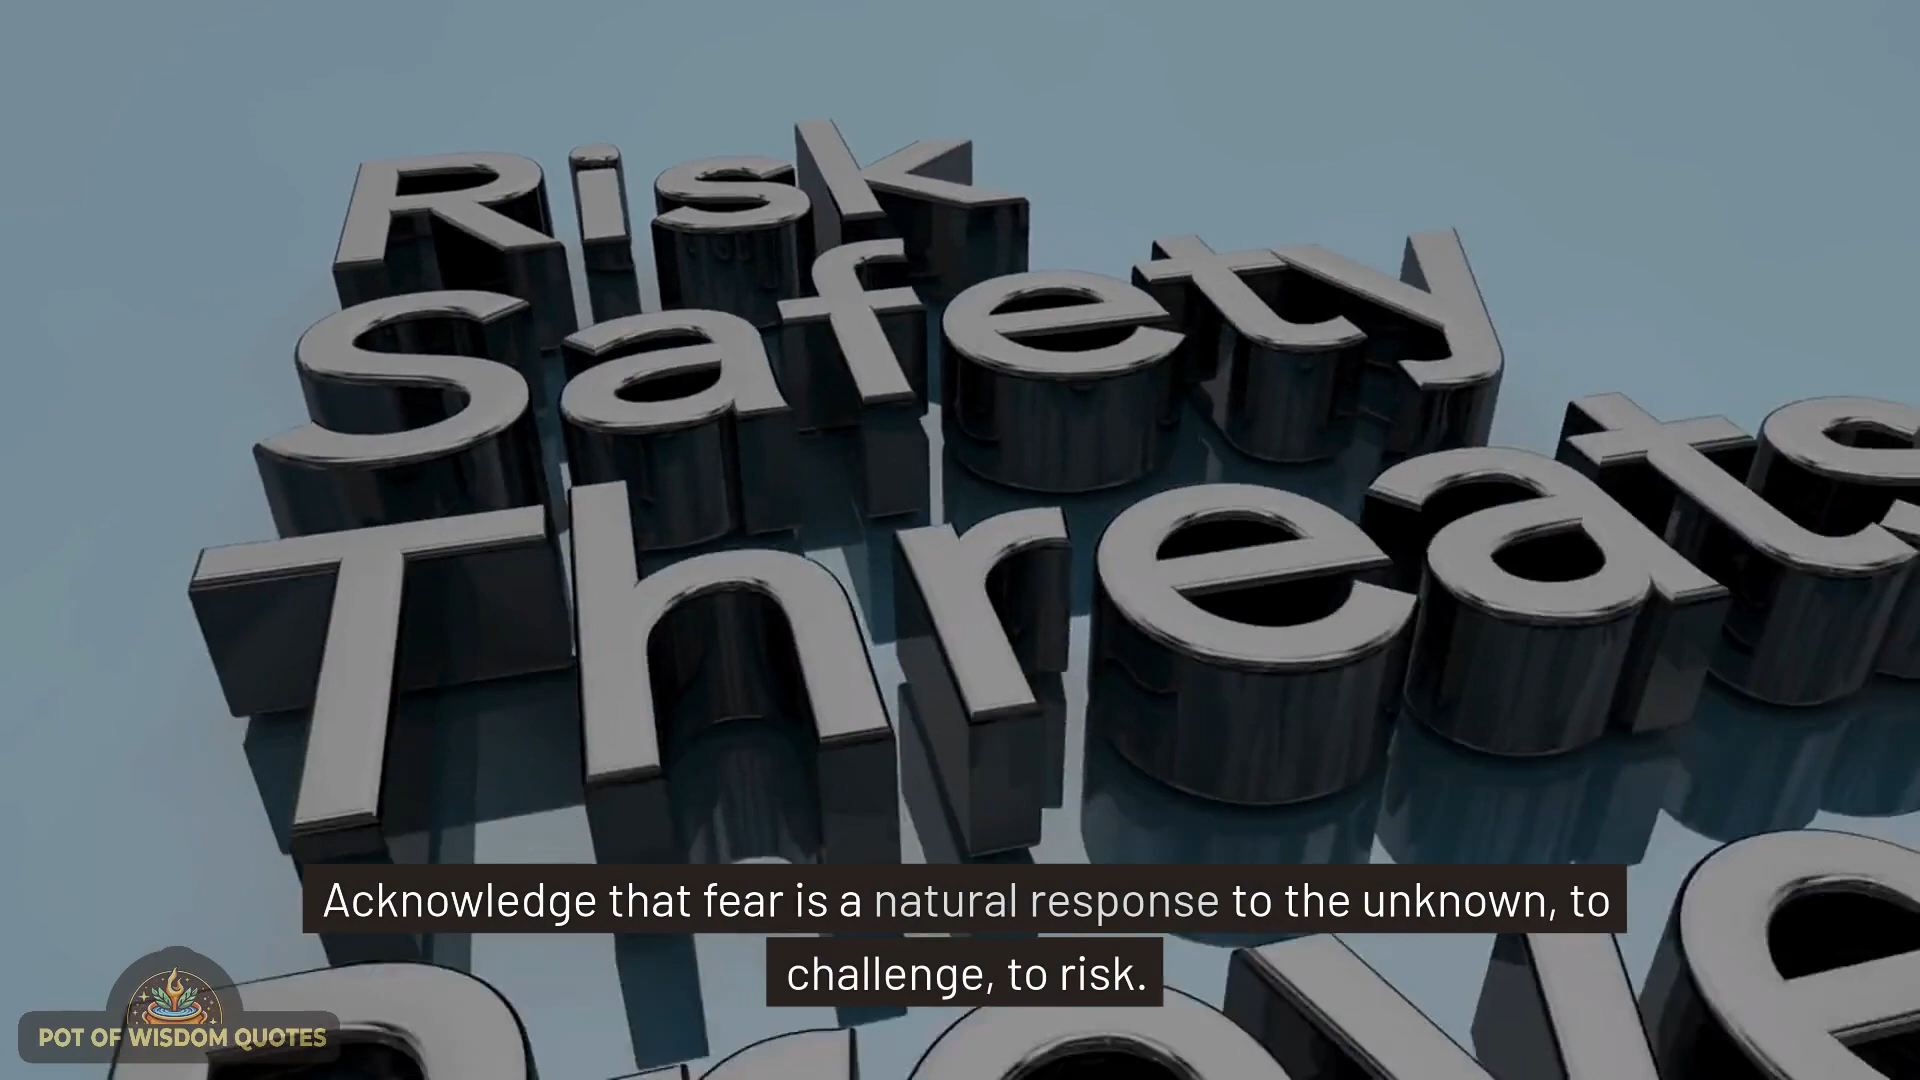 Risk
Safety
Threats
Acknowledge that fear is a natural response to the unknown, to
challenge, to risk.
POT OF WISDOM QUOTES